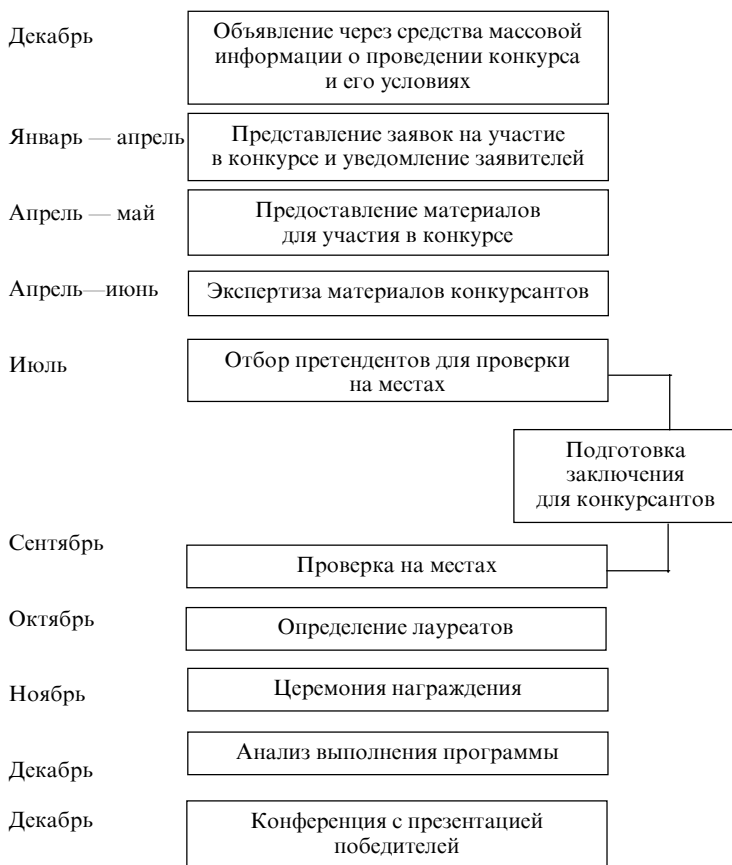 Декабрь
Объявление через средства массовой
информации о проведении конкурса
и его условиях
Январь — апрель
Представление заявок на участие
в конкурсе и уведомление заявителей
Апрель — май
Предоставление материалов
для участия в конкурсе
Апрель—июнь
Экспертиза материалов конкурсантов
Июль
Отбор претендентов для проверки
на местах
Подготовка
заключения
для конкурсантов
Сентябрь
Проверка на местах
Октябрь
Определение лауреатов
Ноябрь
Церемония награждения
Декабрь
Анализ выполнения программы
Декабрь
Конференция с презентацией
победителей